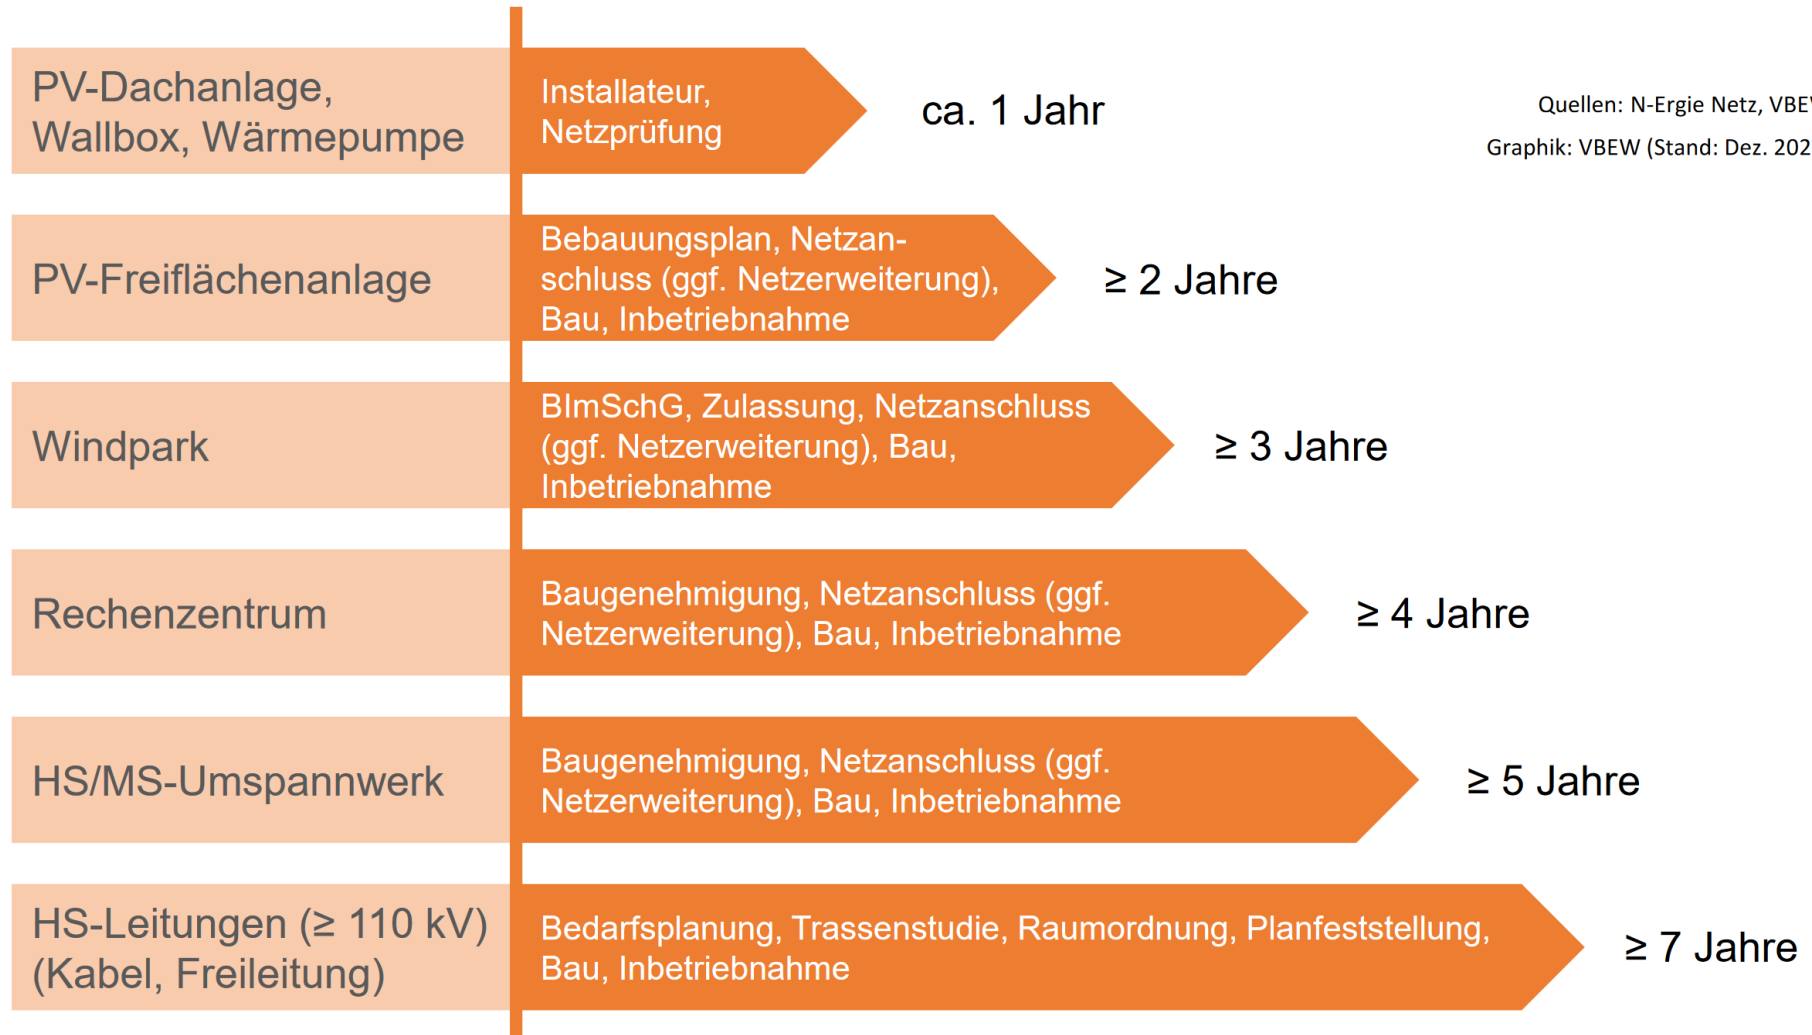 PV-Dachanlage,
Wallbox, Wärmepumpe
Installateur,
Netzprüfung
ca. 1 Jahr
Quellen: N-Ergie Netz,
Graphik: VBEW (Stand: Dez.
PV-Freiflächenanlage
Bebauungsplan, Netzan-
schluss (ggf. Netzerweiterung),
Bau, Inbetriebnahme
≥ 2 Jahre
Windpark
BImSchG, Zulassung, Netzanschluss
(ggf. Netzerweiterung), Bau,
Inbetriebnahme
≥ 3 Jahre
Rechenzentrum
Baugenehmigung, Netzanschluss (ggf.
Netzerweiterung), Bau, Inbetriebnahme
≥ 4 Jahre
HS/MS-Umspannwerk
Baugenehmigung, Netzanschluss (ggf.
Netzerweiterung), Bau, Inbetriebnahme
≥ 5 Jahre
HS-Leitungen (≥ 110 kV)
(Kabel, Freileitung)
Bedarfsplanung, Trassenstudie, Raumordnung, Planfeststellung,
Bau, Inbetriebnahme
≥ 7 Jahre